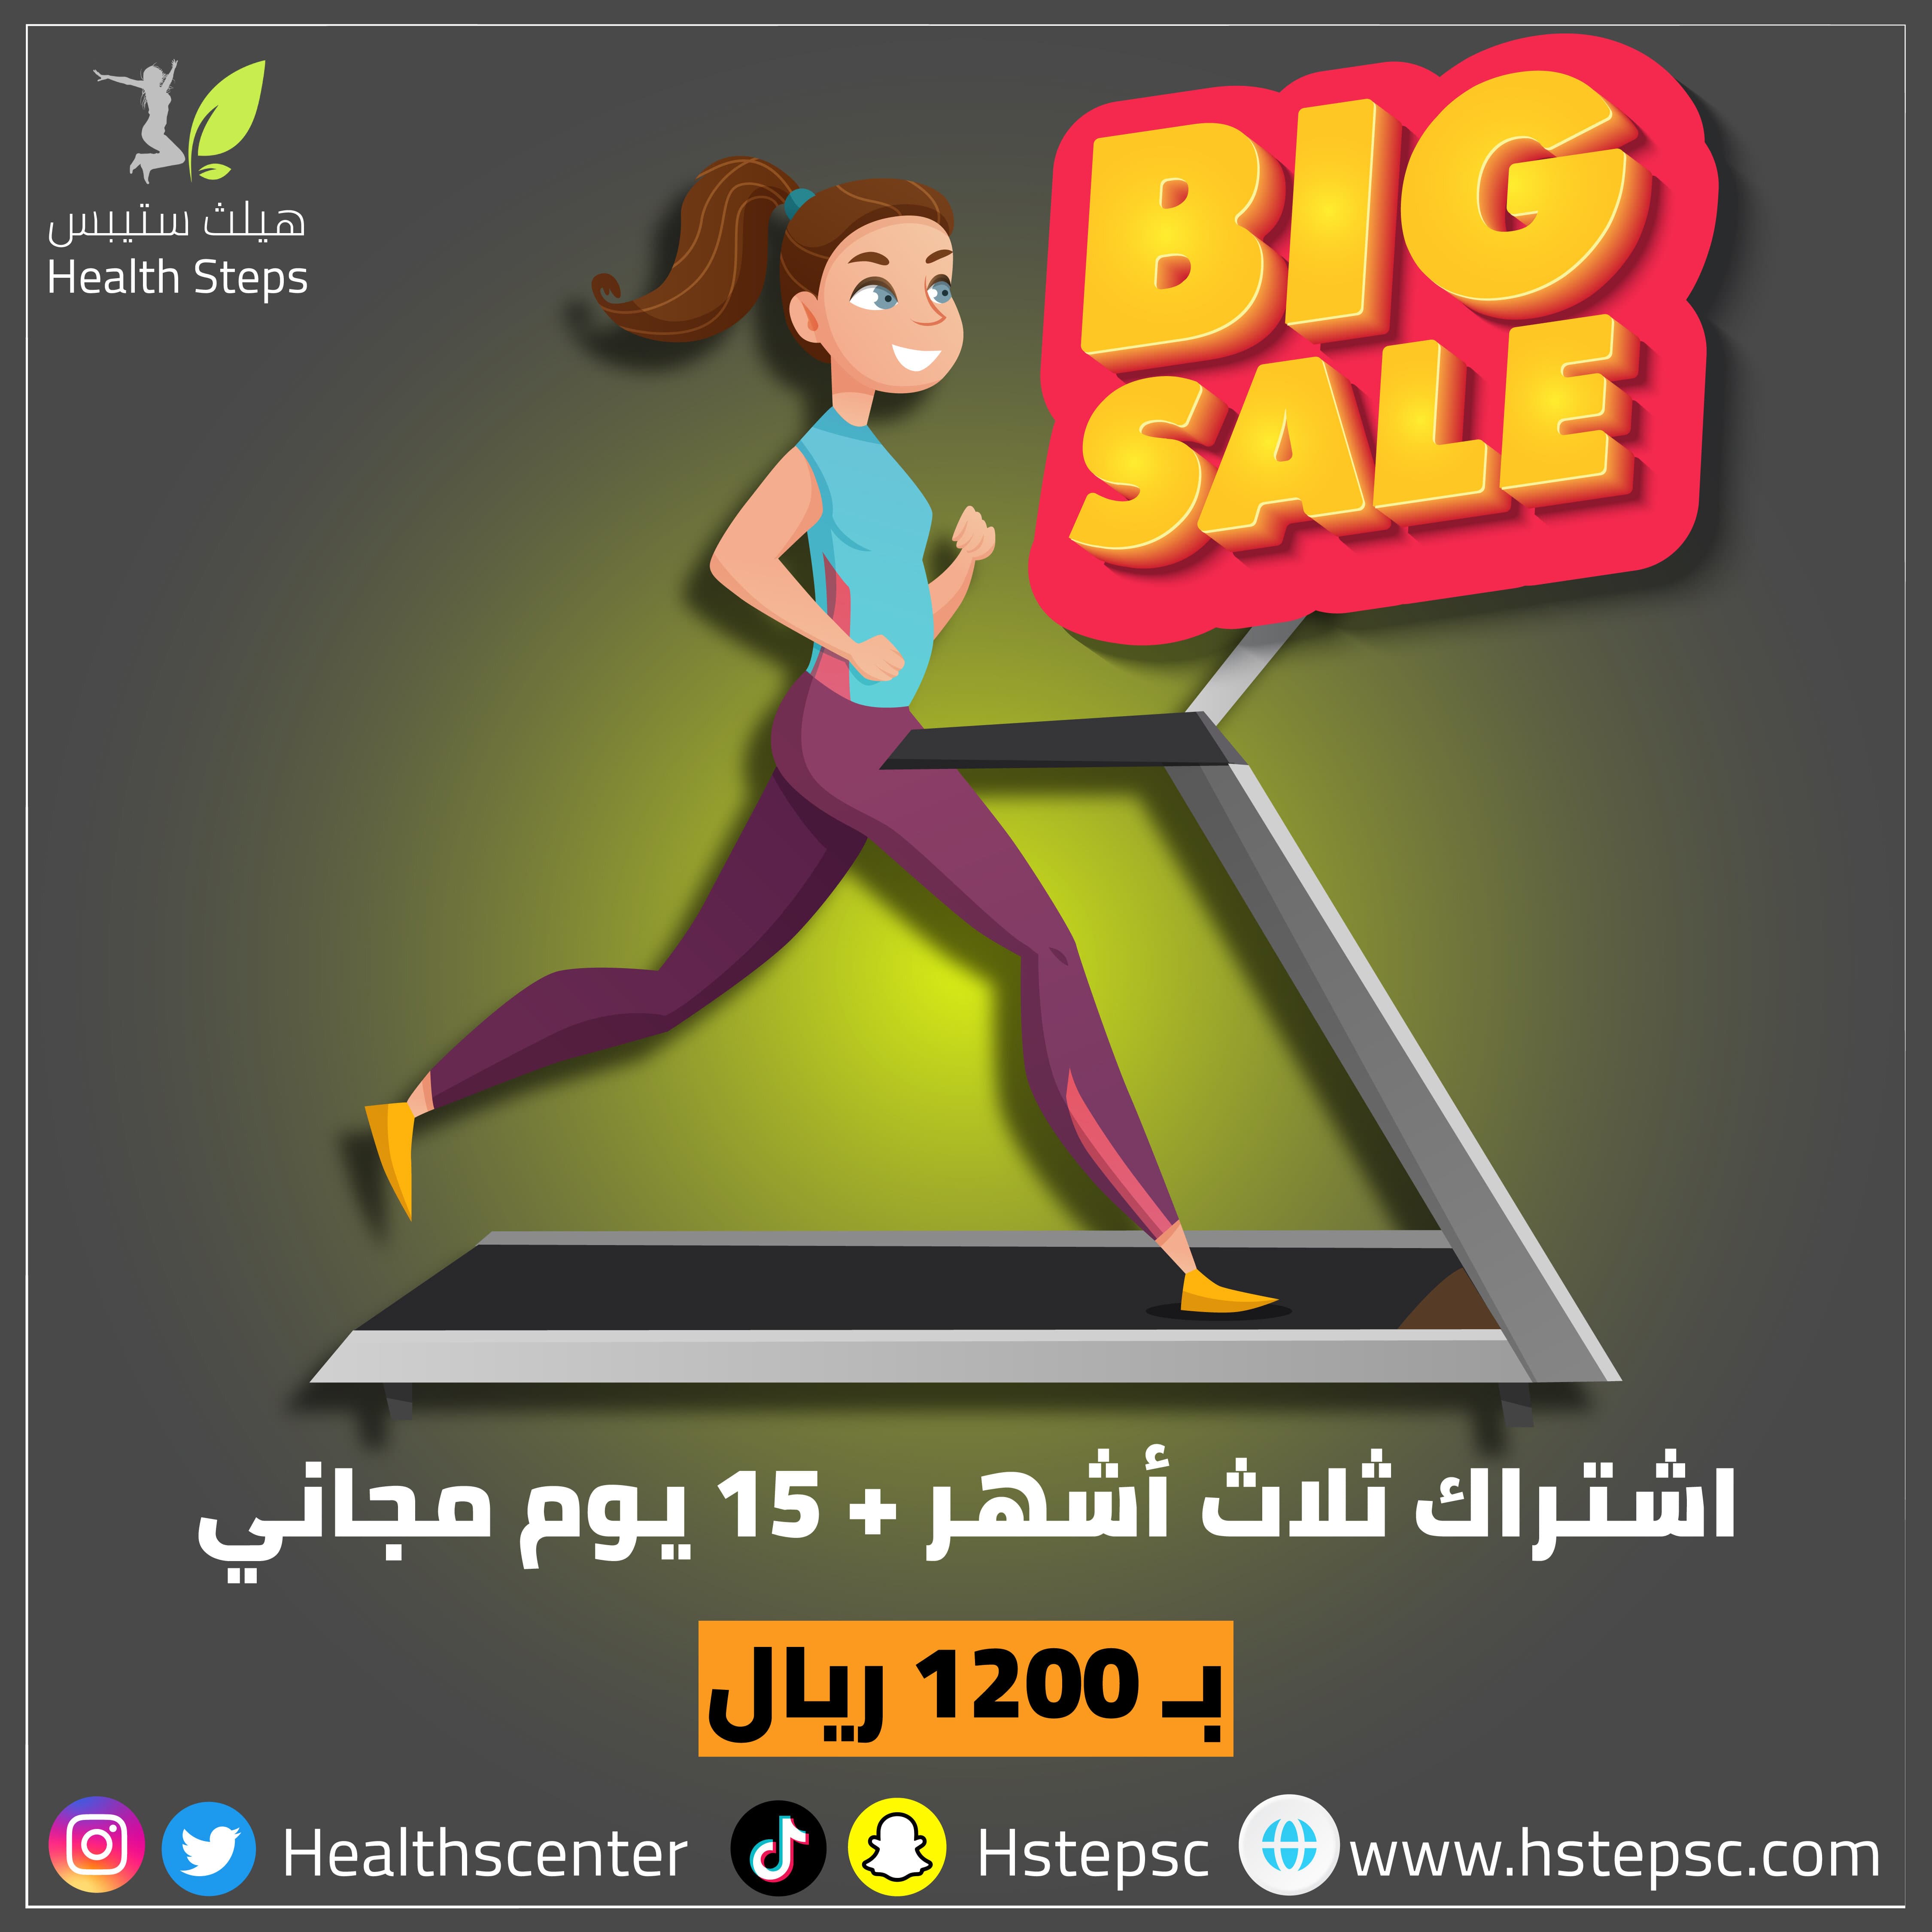 هيلث ستيبس
Health Steps
BIG
SALE
اشتراك ثلاث أشهر + 15 يوم مجاني
بـ 1200 ريال
Healthscenter Hstepsc www.hstepsc.com